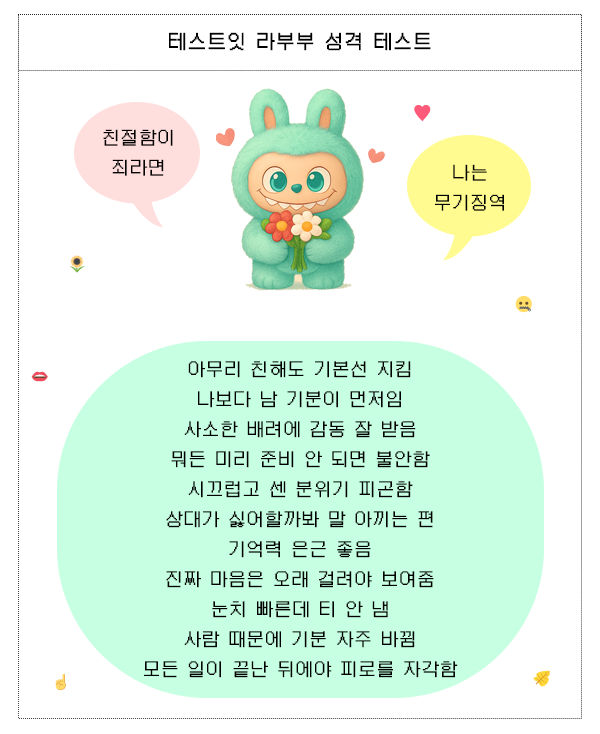 테스트잇 라부부 성격 테스트
친절함이
죄라면
나는
무기징역
아무리 친해도 기본선 지킴
나보다 남 기분이 먼저임
사소한 배려에 감동 잘 받음
뭐든 미리 준비 안 되면 불안함
시끄럽고 센 분위기 피곤함
상대가 싫어할까봐 말 아끼는 편
기억력 은근 좋음
진짜 마음은 오래 걸려야 보여줌
눈치 빠른데 티 안 냄
사람 때문에 기분 자주 바뀜
모든 일이 끝난 뒤에야 피로를 자각함